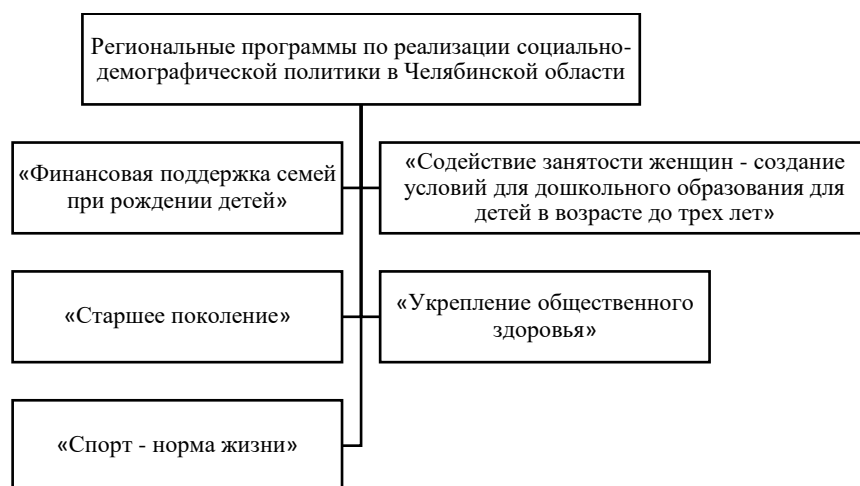 Региональные программы по реализации социально-
демографической политики в Челябинской области
«Финансовая поддержка семей
при рождении детей»
«Содействие занятости женщин - создание
условий для дошкольного образования для
детей в возрасте до трех лет»
«Старшее поколение»
«Укрепление общественного
здоровья»
«Спорт - норма жизни»